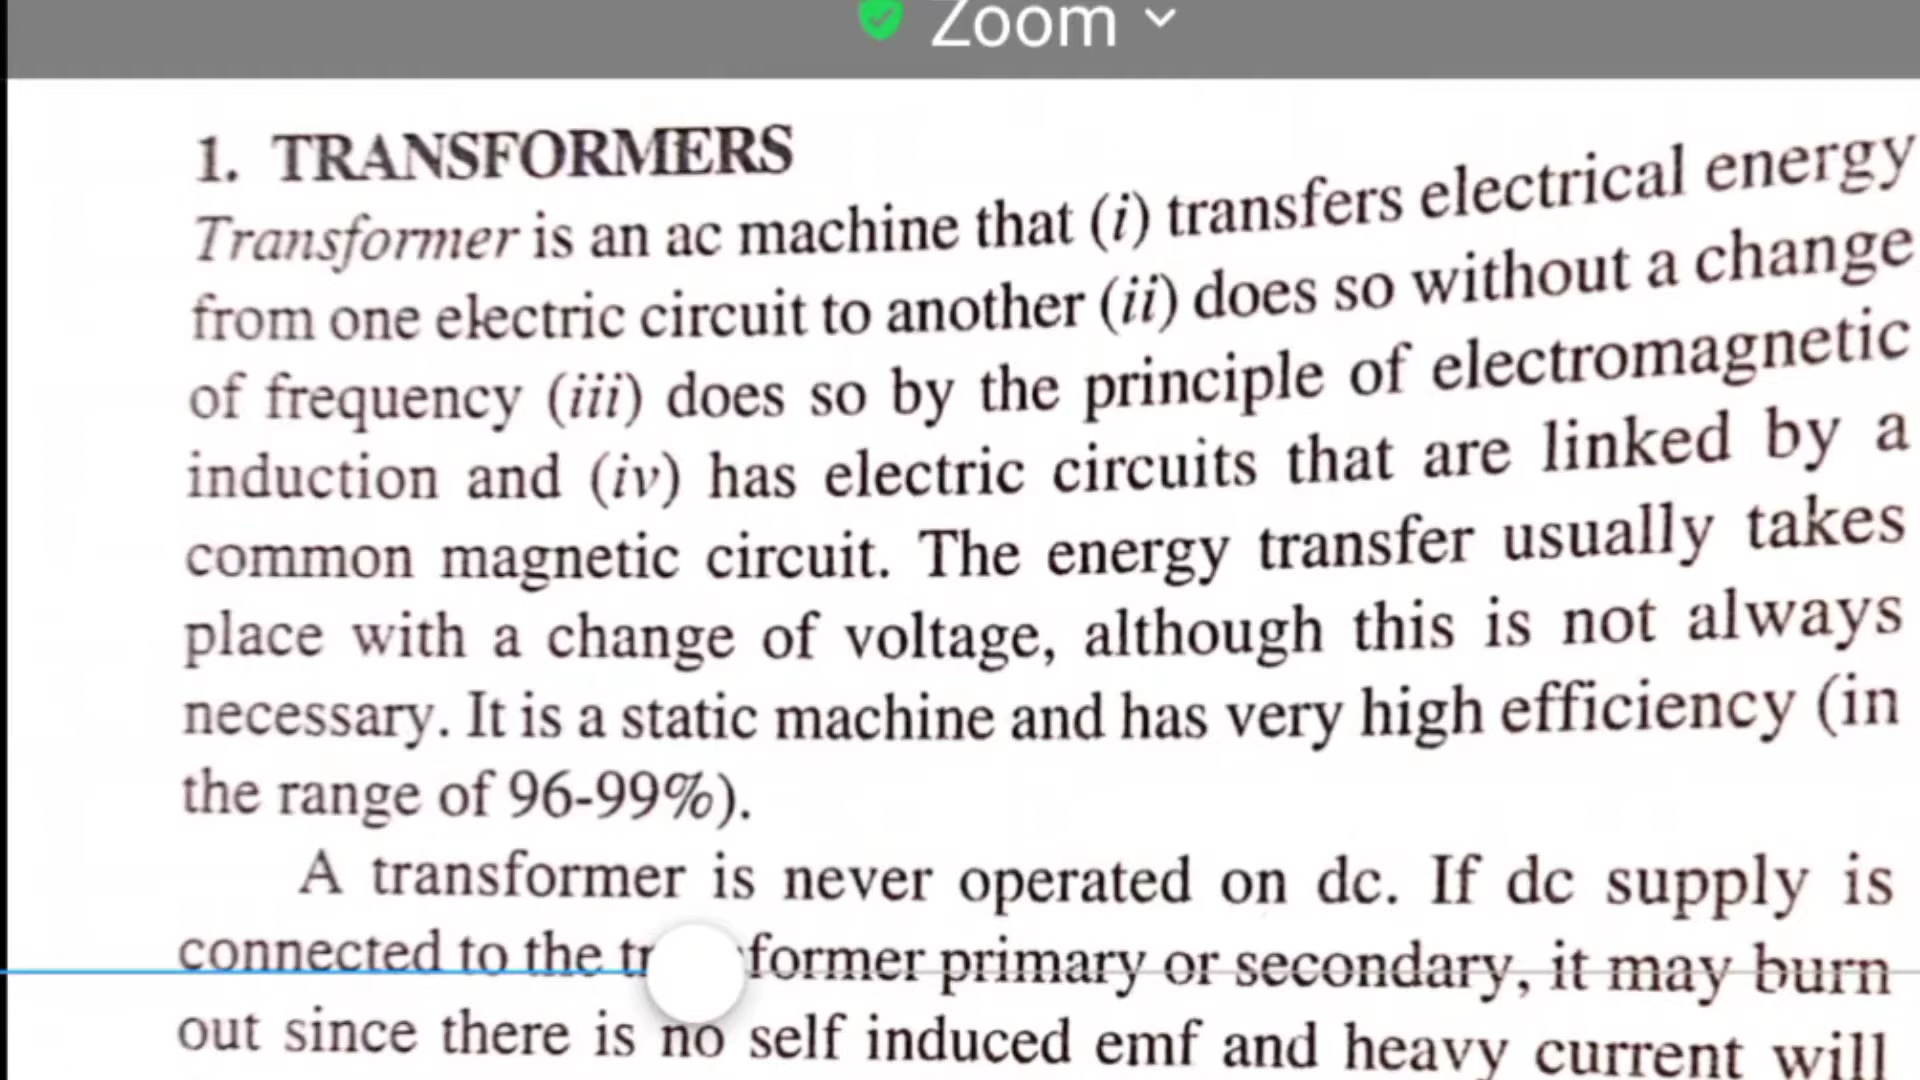 Zoom
1. TRANSFORMERS
Transformer is an ac machine that (i) transfers electrical energy
from one electric circuit to another (ii) does so without a change
of frequency (iii) does so by the principle of electromagnetic
induction and (iv) has electric circuits that are linked by a
common magnetic circuit. The energy transfer usually takes
place with a change of voltage, although this is not always
necessary. It is a static machine and has very high efficiency (in
the range of 96-99%).
A transformer is never operated on dc. If dc supply is
connected to the transformer primary or secondary, it may burn
out since there is no self induced emf and heavy current will